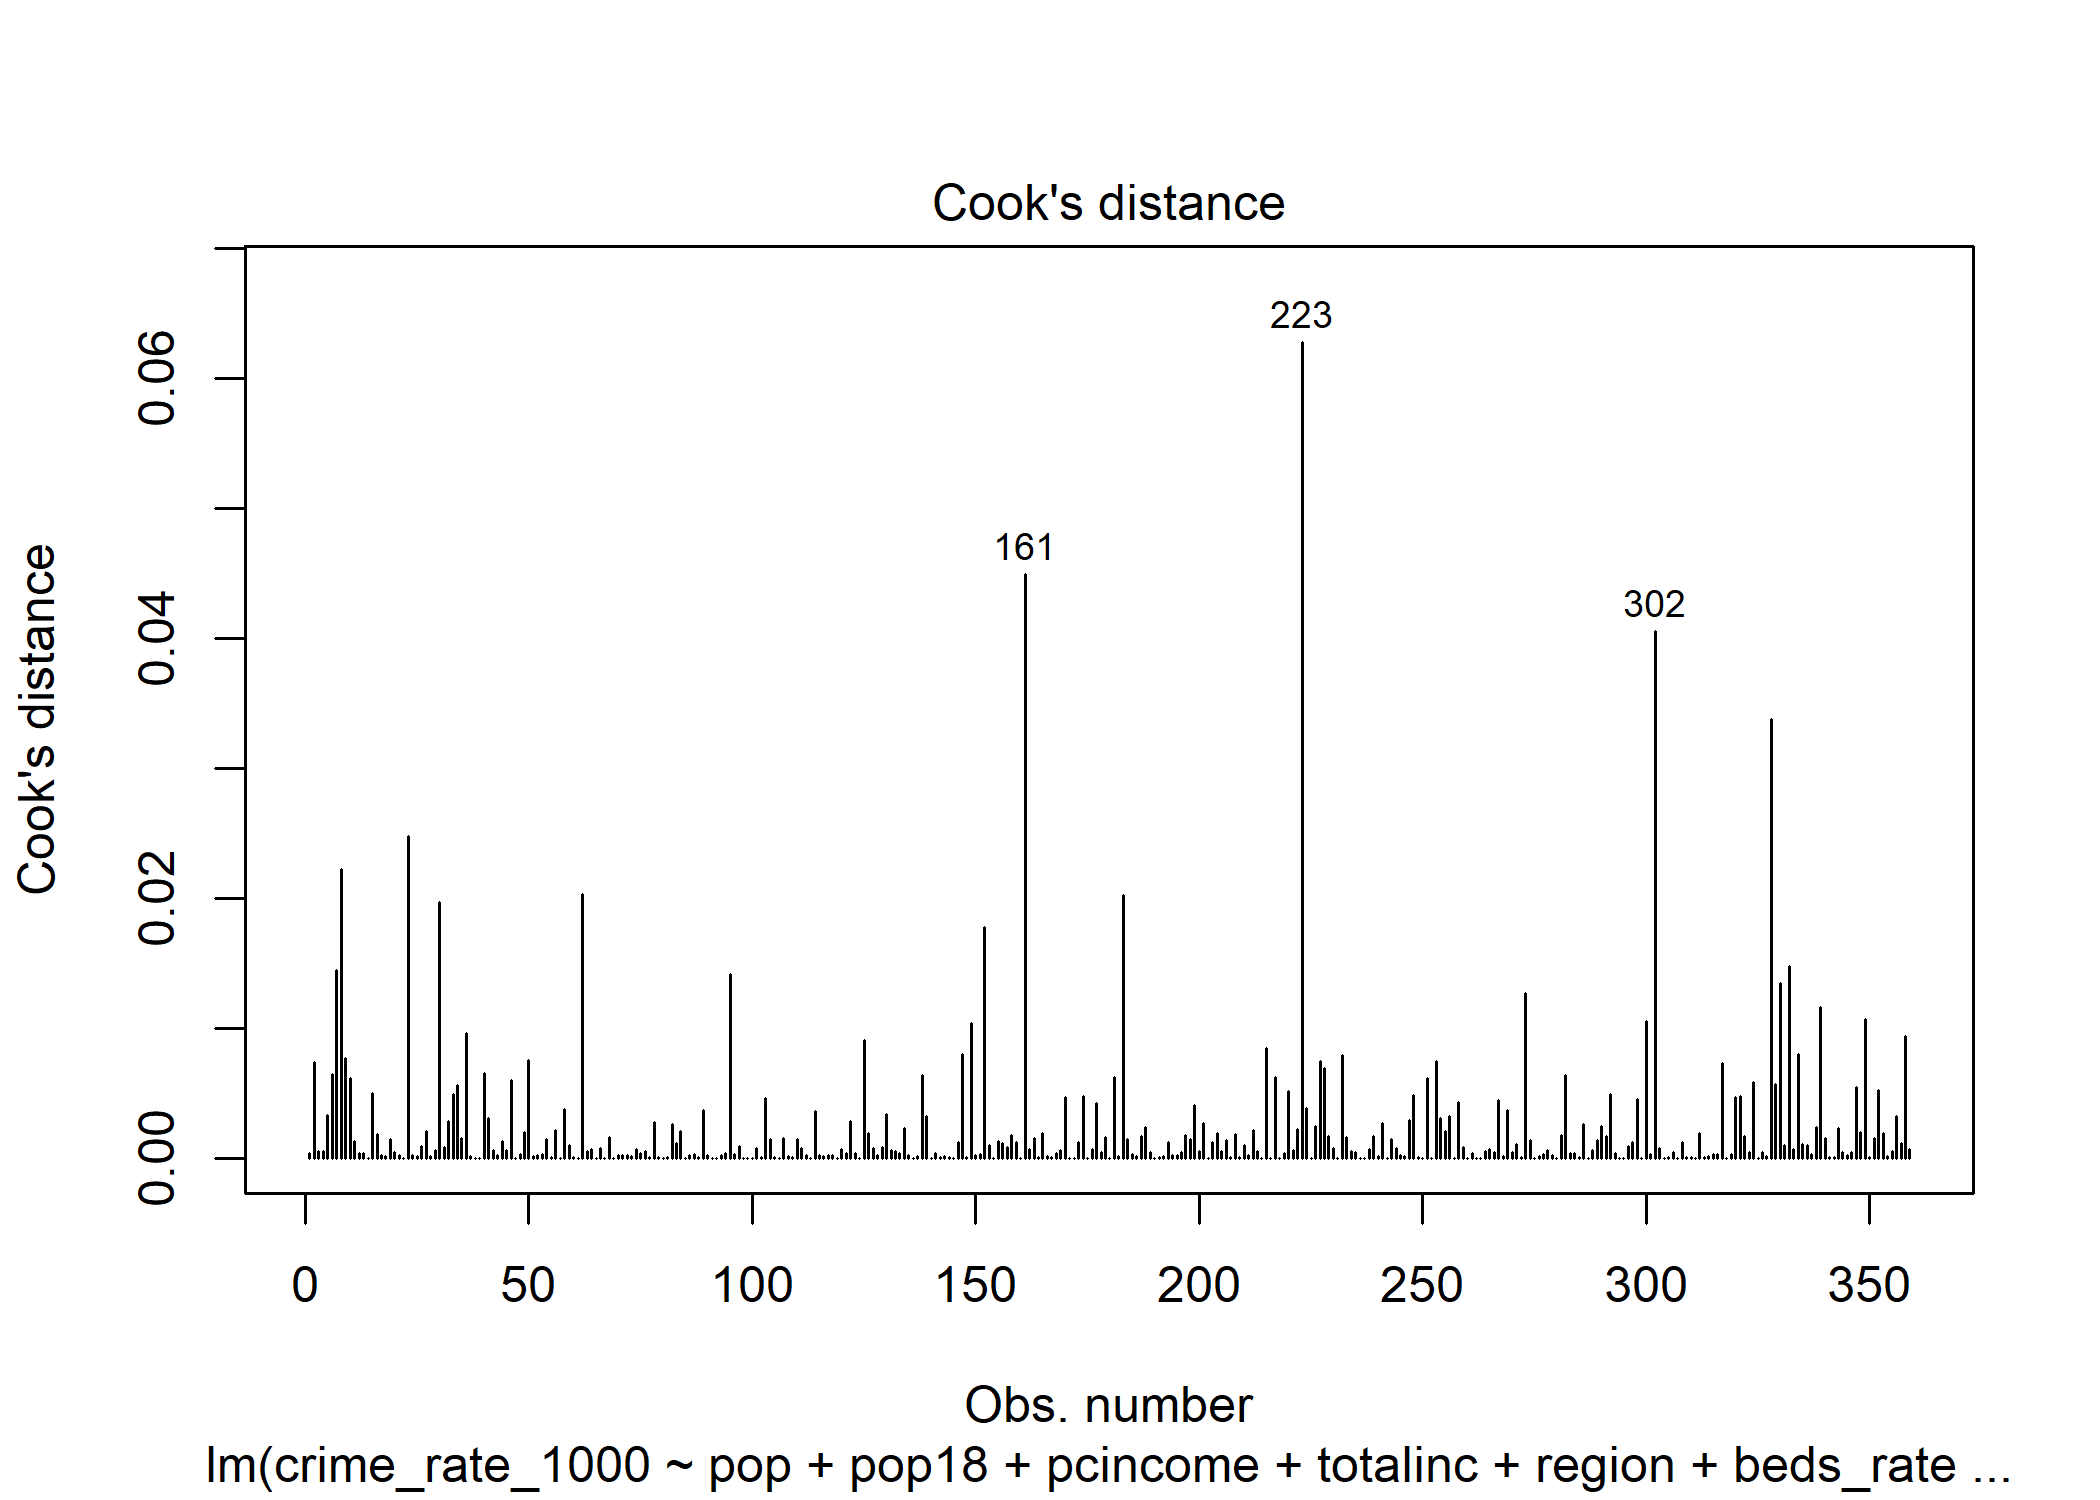 Cook's distance
223
161
302
0.06
0.04
0.02
0.00
Cook's distance
0 50 100 150 200 250 300 350
Obs. number
lm(crime_rate_1000 ~ pop + pop18 + pcincome + totalinc + region + beds_rate ...